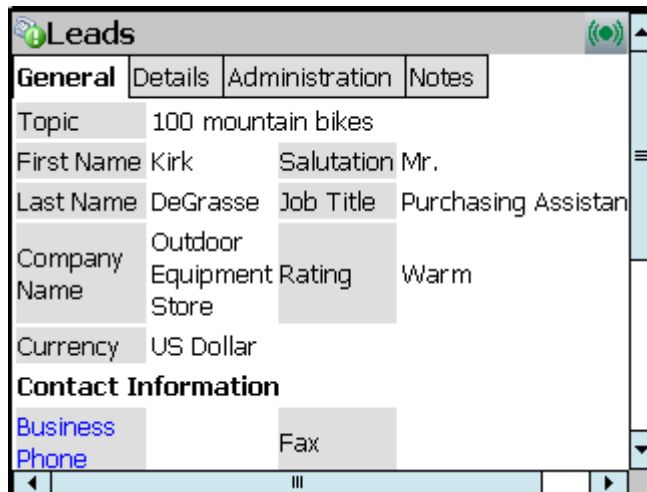 Leads
General Details Administration Notes
Topic 100 mountain bikes
First Name Kirk Salutation Mr.
Last Name DeGrasse Job Title Purchasing Assistan
Company Name Outdoor Equipment Store Rating Warm
Currency US Dollar
Contact Information
Business Phone Fax